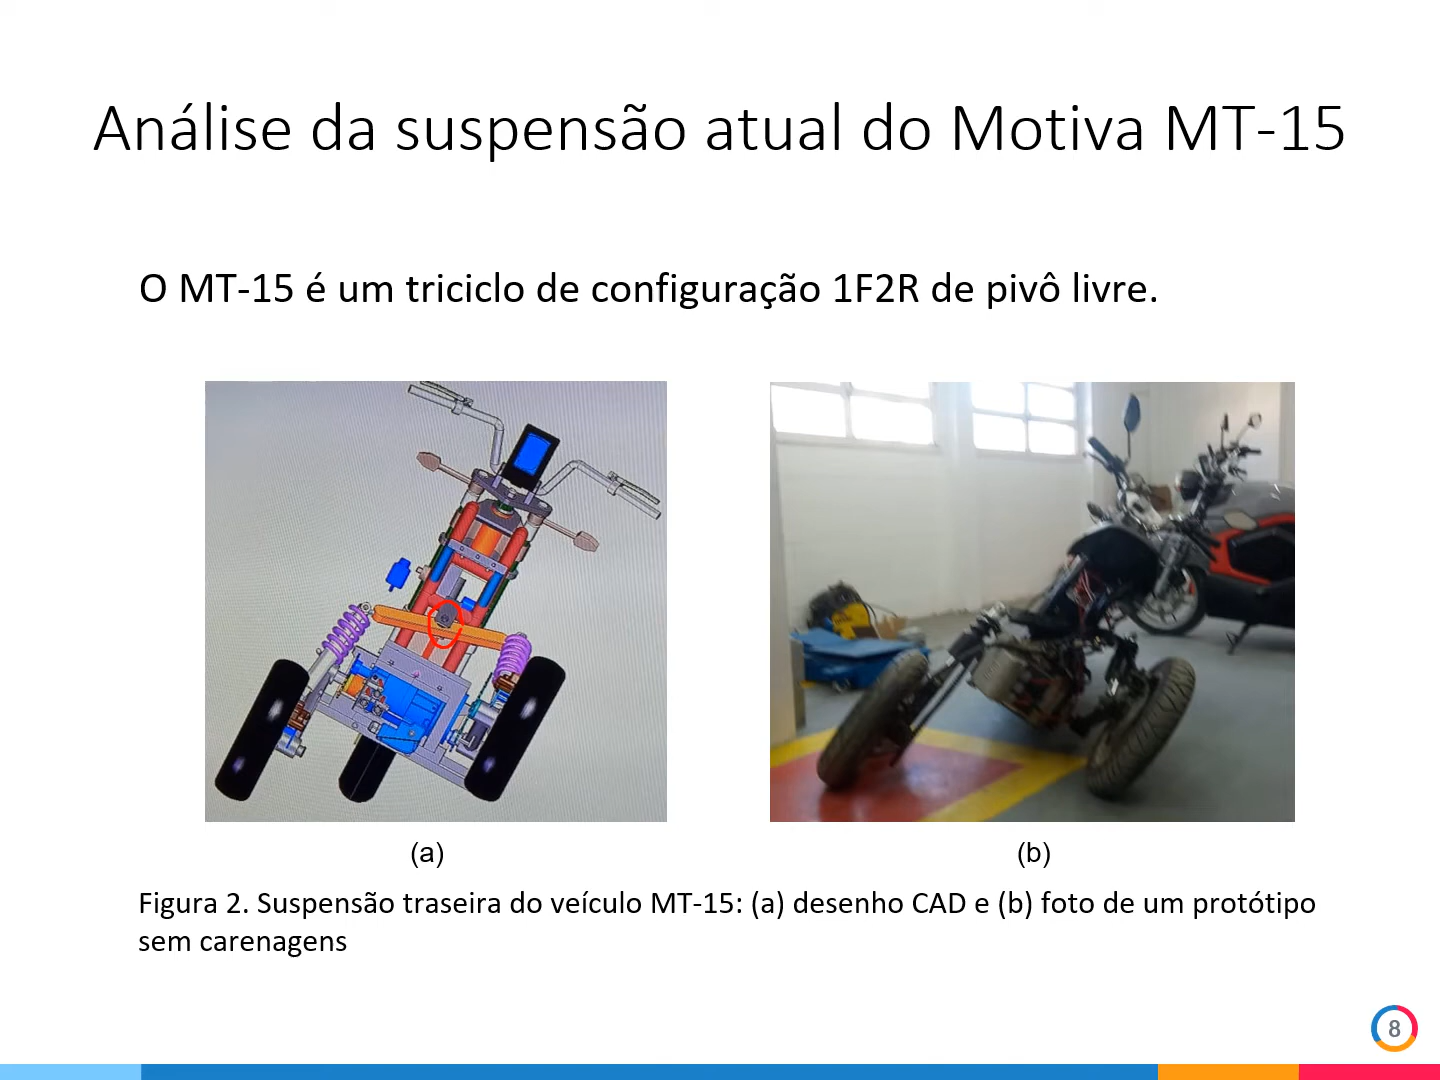 Análise da suspensão atual do Motiva MT-15
O MT-15 é um triciclo de configuração 1F2R de pivô livre.
(a)
(b)
Figura 2. Suspensão traseira do veículo MT-15: (a) desenho CAD e (b) foto de um protótipo
sem carenagens
8